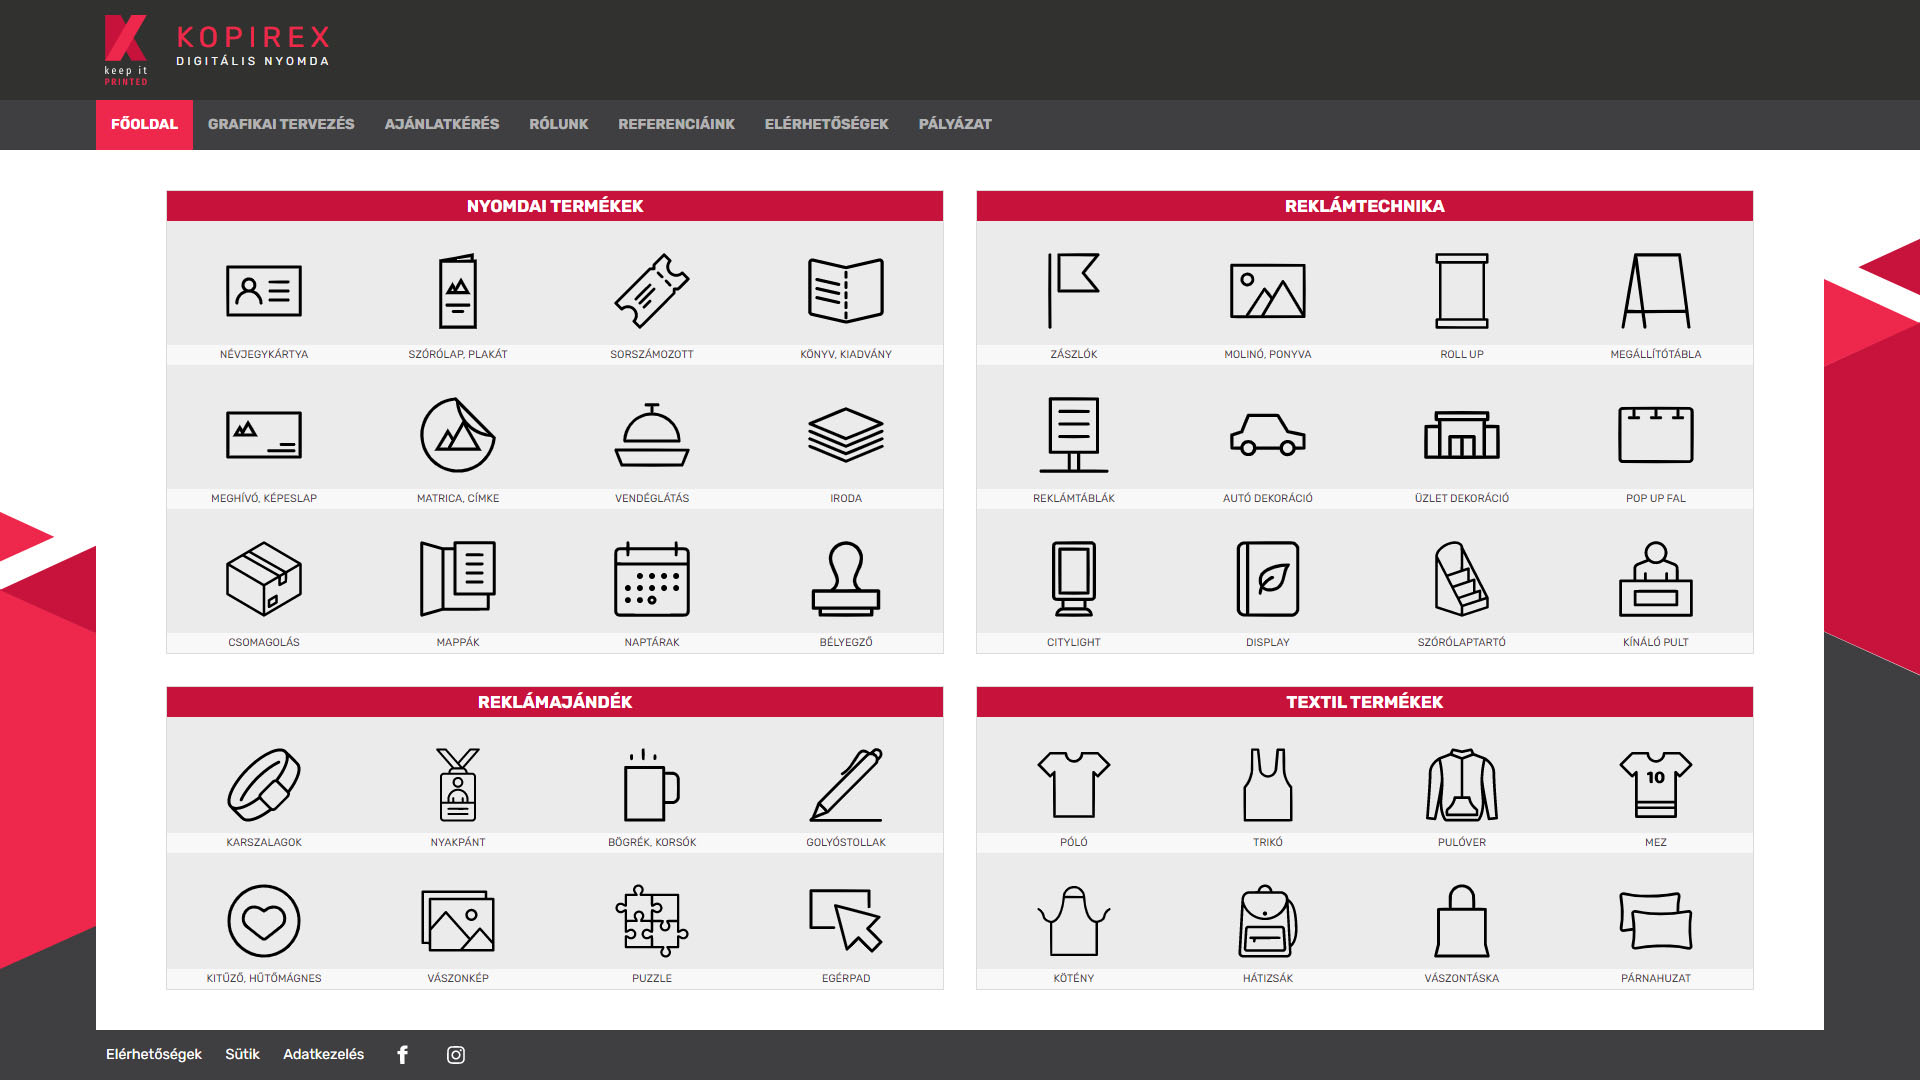 keep it
PRINTED
KOPIREX
DIGITÁLIS NYOMDA
FŐOLDAL GRAFIKAI TERVEZÉS AJÁNLATKÉRÉS RÓLUNK REFERENCIÁINK ELÉRHETŐSÉGEK PÁLYÁZAT
NYOMDAI TERMÉKEK
NÉVJEGYKÁRTYA SZÓRÓLAP, PLAKÁT SORSZÁMOZOTT KÖNYV, KIADVÁNY
MEGHÍVÓ, KÉPESLAP MATRICA, CÍMKE VENDÉGLÁTÁS IRODA
CSOMAGOLÁS MAPPÁK NAPTÁRAK BÉLYEGZŐ
REKLÁMTECHNIKA
ZÁSZLÓK MOLINÓ, PONYVA ROLL UP MEGÁLLÍTÓTÁBLA
REKLÁMTÁBLÁK AUTÓ DEKORÁCIÓ ÜZLET DEKORÁCIÓ POP UP FAL
CITYLIGHT DISPLAY SZÓRÓLAPTARTÓ KÍNÁLÓ PULT
REKLÁMAJÁNDÉK
KARSZALAGOK NYAKPÁNT BÖGRÉK, KORSÓK GOLYÓSTOLLAK
KITŰZŐ, HŰTŐMÁGNES VÁSZONKÉP PUZZLE EGÉRPAD
TEXTIL TERMÉKEK
10
PÓLÓ TRIKÓ PULÓVER MEZ
KÖTÉNY HÁTIZSÁK VÁSZONTÁSKA PÁRNAHUZAT
Elérhetőségek Sütik Adatkezelés